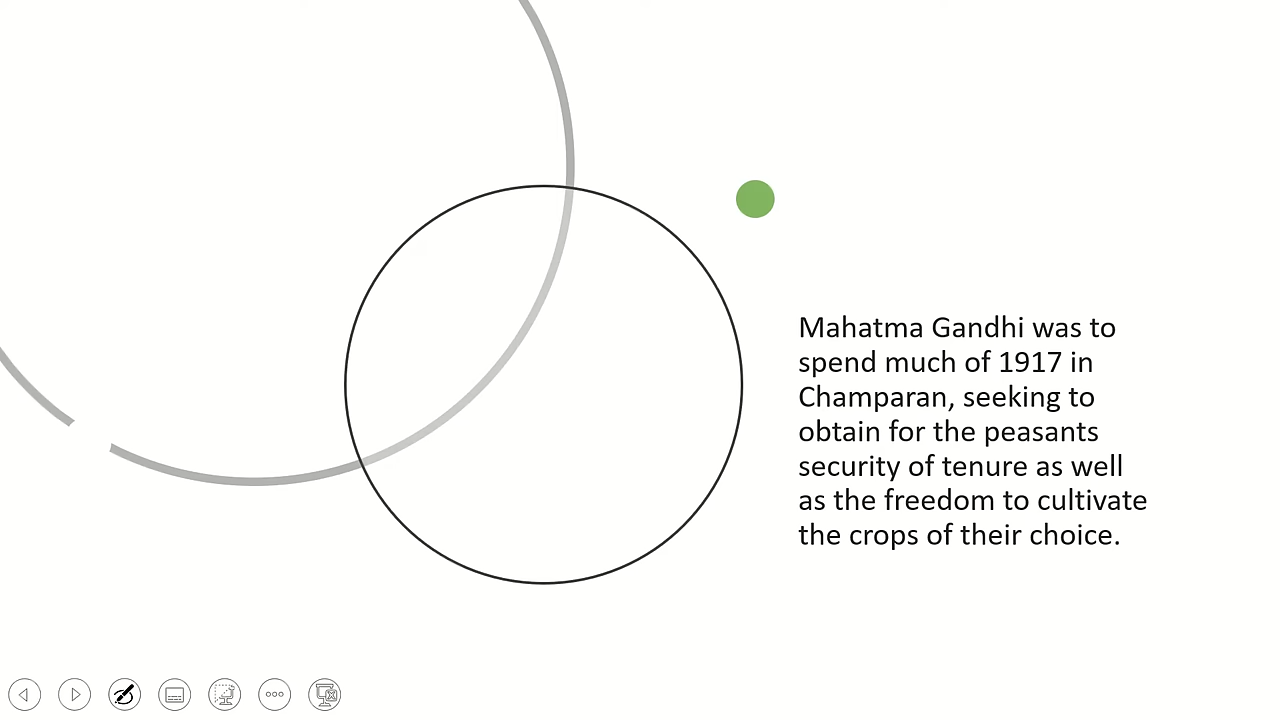 Mahatma Gandhi was to
spend much of 1917 in
Champaran, seeking to
obtain for the peasants
security of tenure as well
as the freedom to cultivate
the crops of their choice.